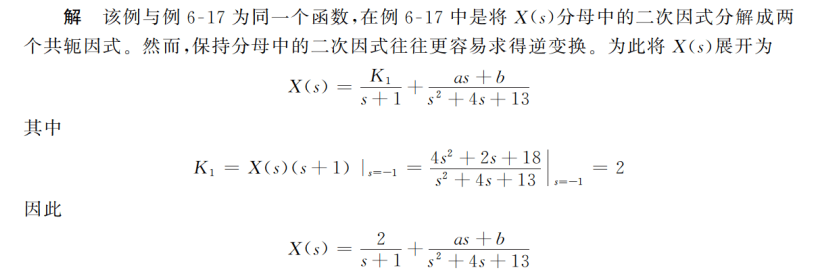 解 该例与例 6-17 为同一个函数,在例 6-17 中是将 X(s)分母中的二次因式分解成两
个共轭因式。然而,保持分母中的二次因式往往更容易求得逆变换。为此将 X(s)展开为
X(s) = \frac{K_1}{s+1} + \frac{as+b}{s^2+4s+13}
其中
K_1 = X(s)(s+1) |_{s=-1} = \frac{4s^2+2s+18}{s^2+4s+13} |_{s=-1} = 2
因此
X(s) = \frac{2}{s+1} + \frac{as+b}{s^2+4s+13}